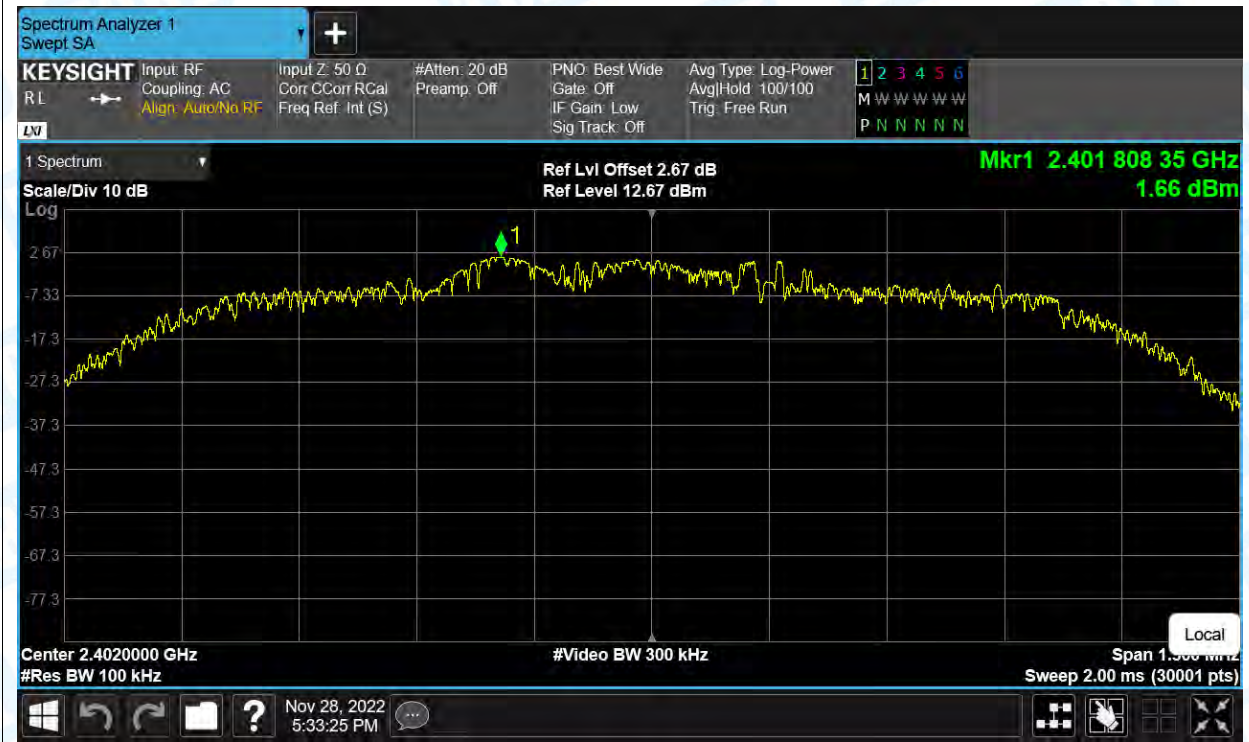 Spectrum Analyzer 1
Swept SA
KEYSIGHT
R L
LXI
Input: RF
Coupling: AC
Align: Auto/No RF
Input Z: 50 Ω
Corr CCorr RCal
Freq Ref: Int (S)
#Atten: 20 dB
Preamp: Off
PNO: Best Wide
Gate: Off
IF Gain: Low
Sig Track: Off
Avg Type: Log-Power
Avg|Hold: 100/100
Trig: Free Run
1 2 3 4 5 6
M W W W W W
P N N N N N
1 Spectrum
Scale/Div 10 dB
Log
Ref Lvl Offset 2.67 dB
Ref Level 12.67 dBm
Mkr1 2.401 808 35 GHz
1.66 dBm
1
2.67
-7.33
-17.3
-27.3
-37.3
-47.3
-57.3
-67.3
-77.3
Local
Center 2.4020000 GHz
#Res BW 100 kHz
#Video BW 300 kHz
Span
Sweep 2.00 ms (30001 pts)
?
Nov 28, 2022
5:33:25 PM